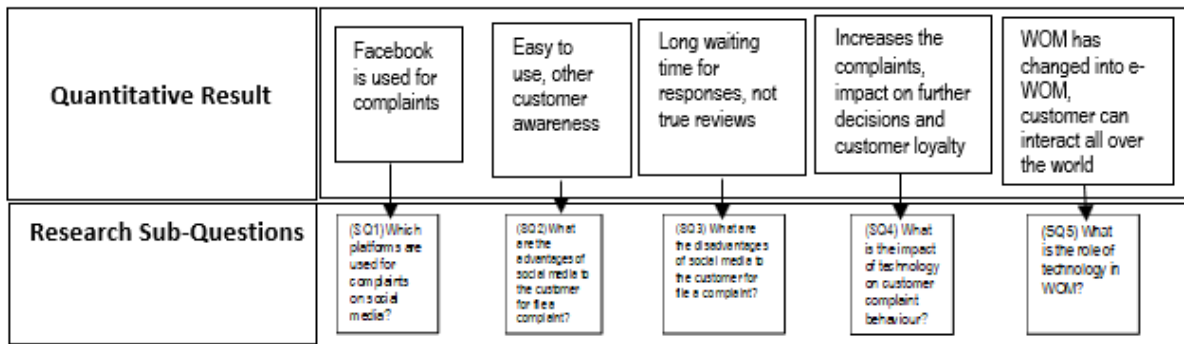 Quantitative Result
Facebook
is used for
complaints
Easy to
use, other
customer
awareness
Long waiting
time for
responses, not
true reviews
Increases the
complaints,
impact on further
decisions and
customer loyalty
WOM has
changed into e-
WOM,
customer can
interact all over
the world
Research Sub-Questions
(SQ1) Which
platforms are
used for
complaints
on social
media?
(SQ2) What
are the
advantages of
social media to
the customer
for file a
complaint?
(SQ3) What are
the disadvantages
of social media to
the customer for
file a complaint?
(SQ4) What
is the impact
of technology
on customer
complaint
behaviour?
(SQ5) What
is the role of
technology in
WOM?